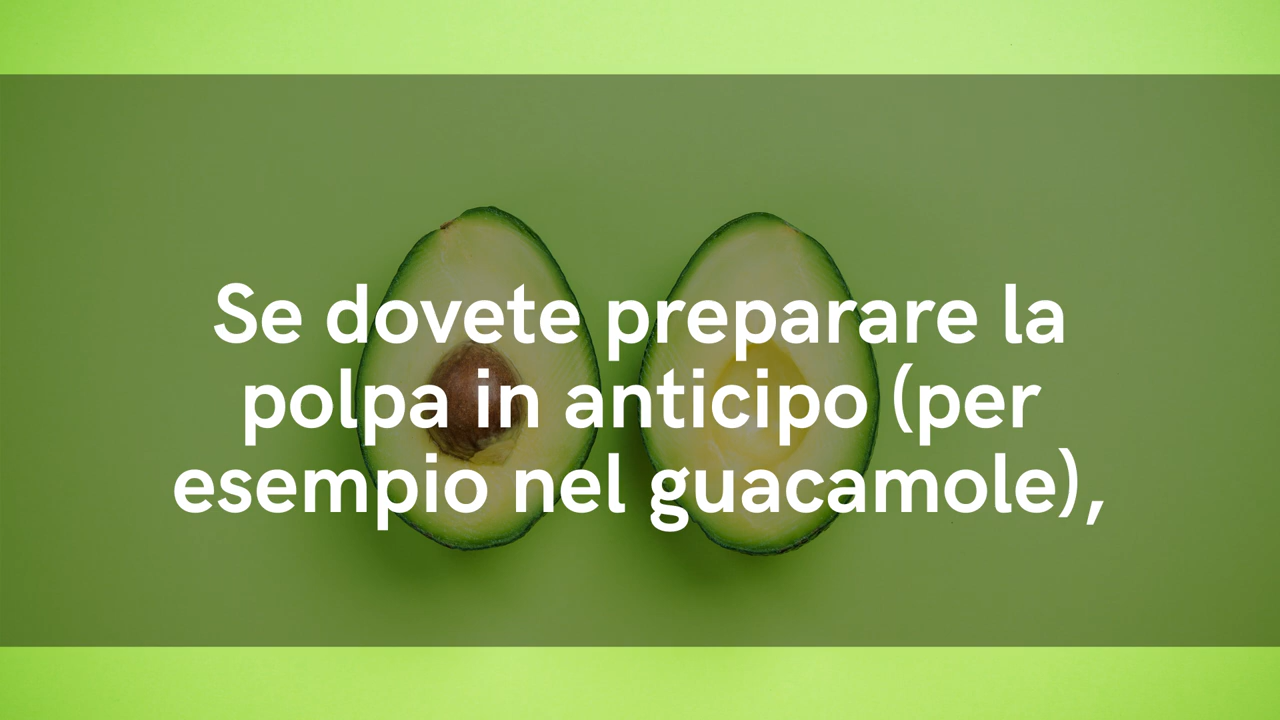 Se dovete preparare la
polpa in anticipo (per
esempio nel guacamole),